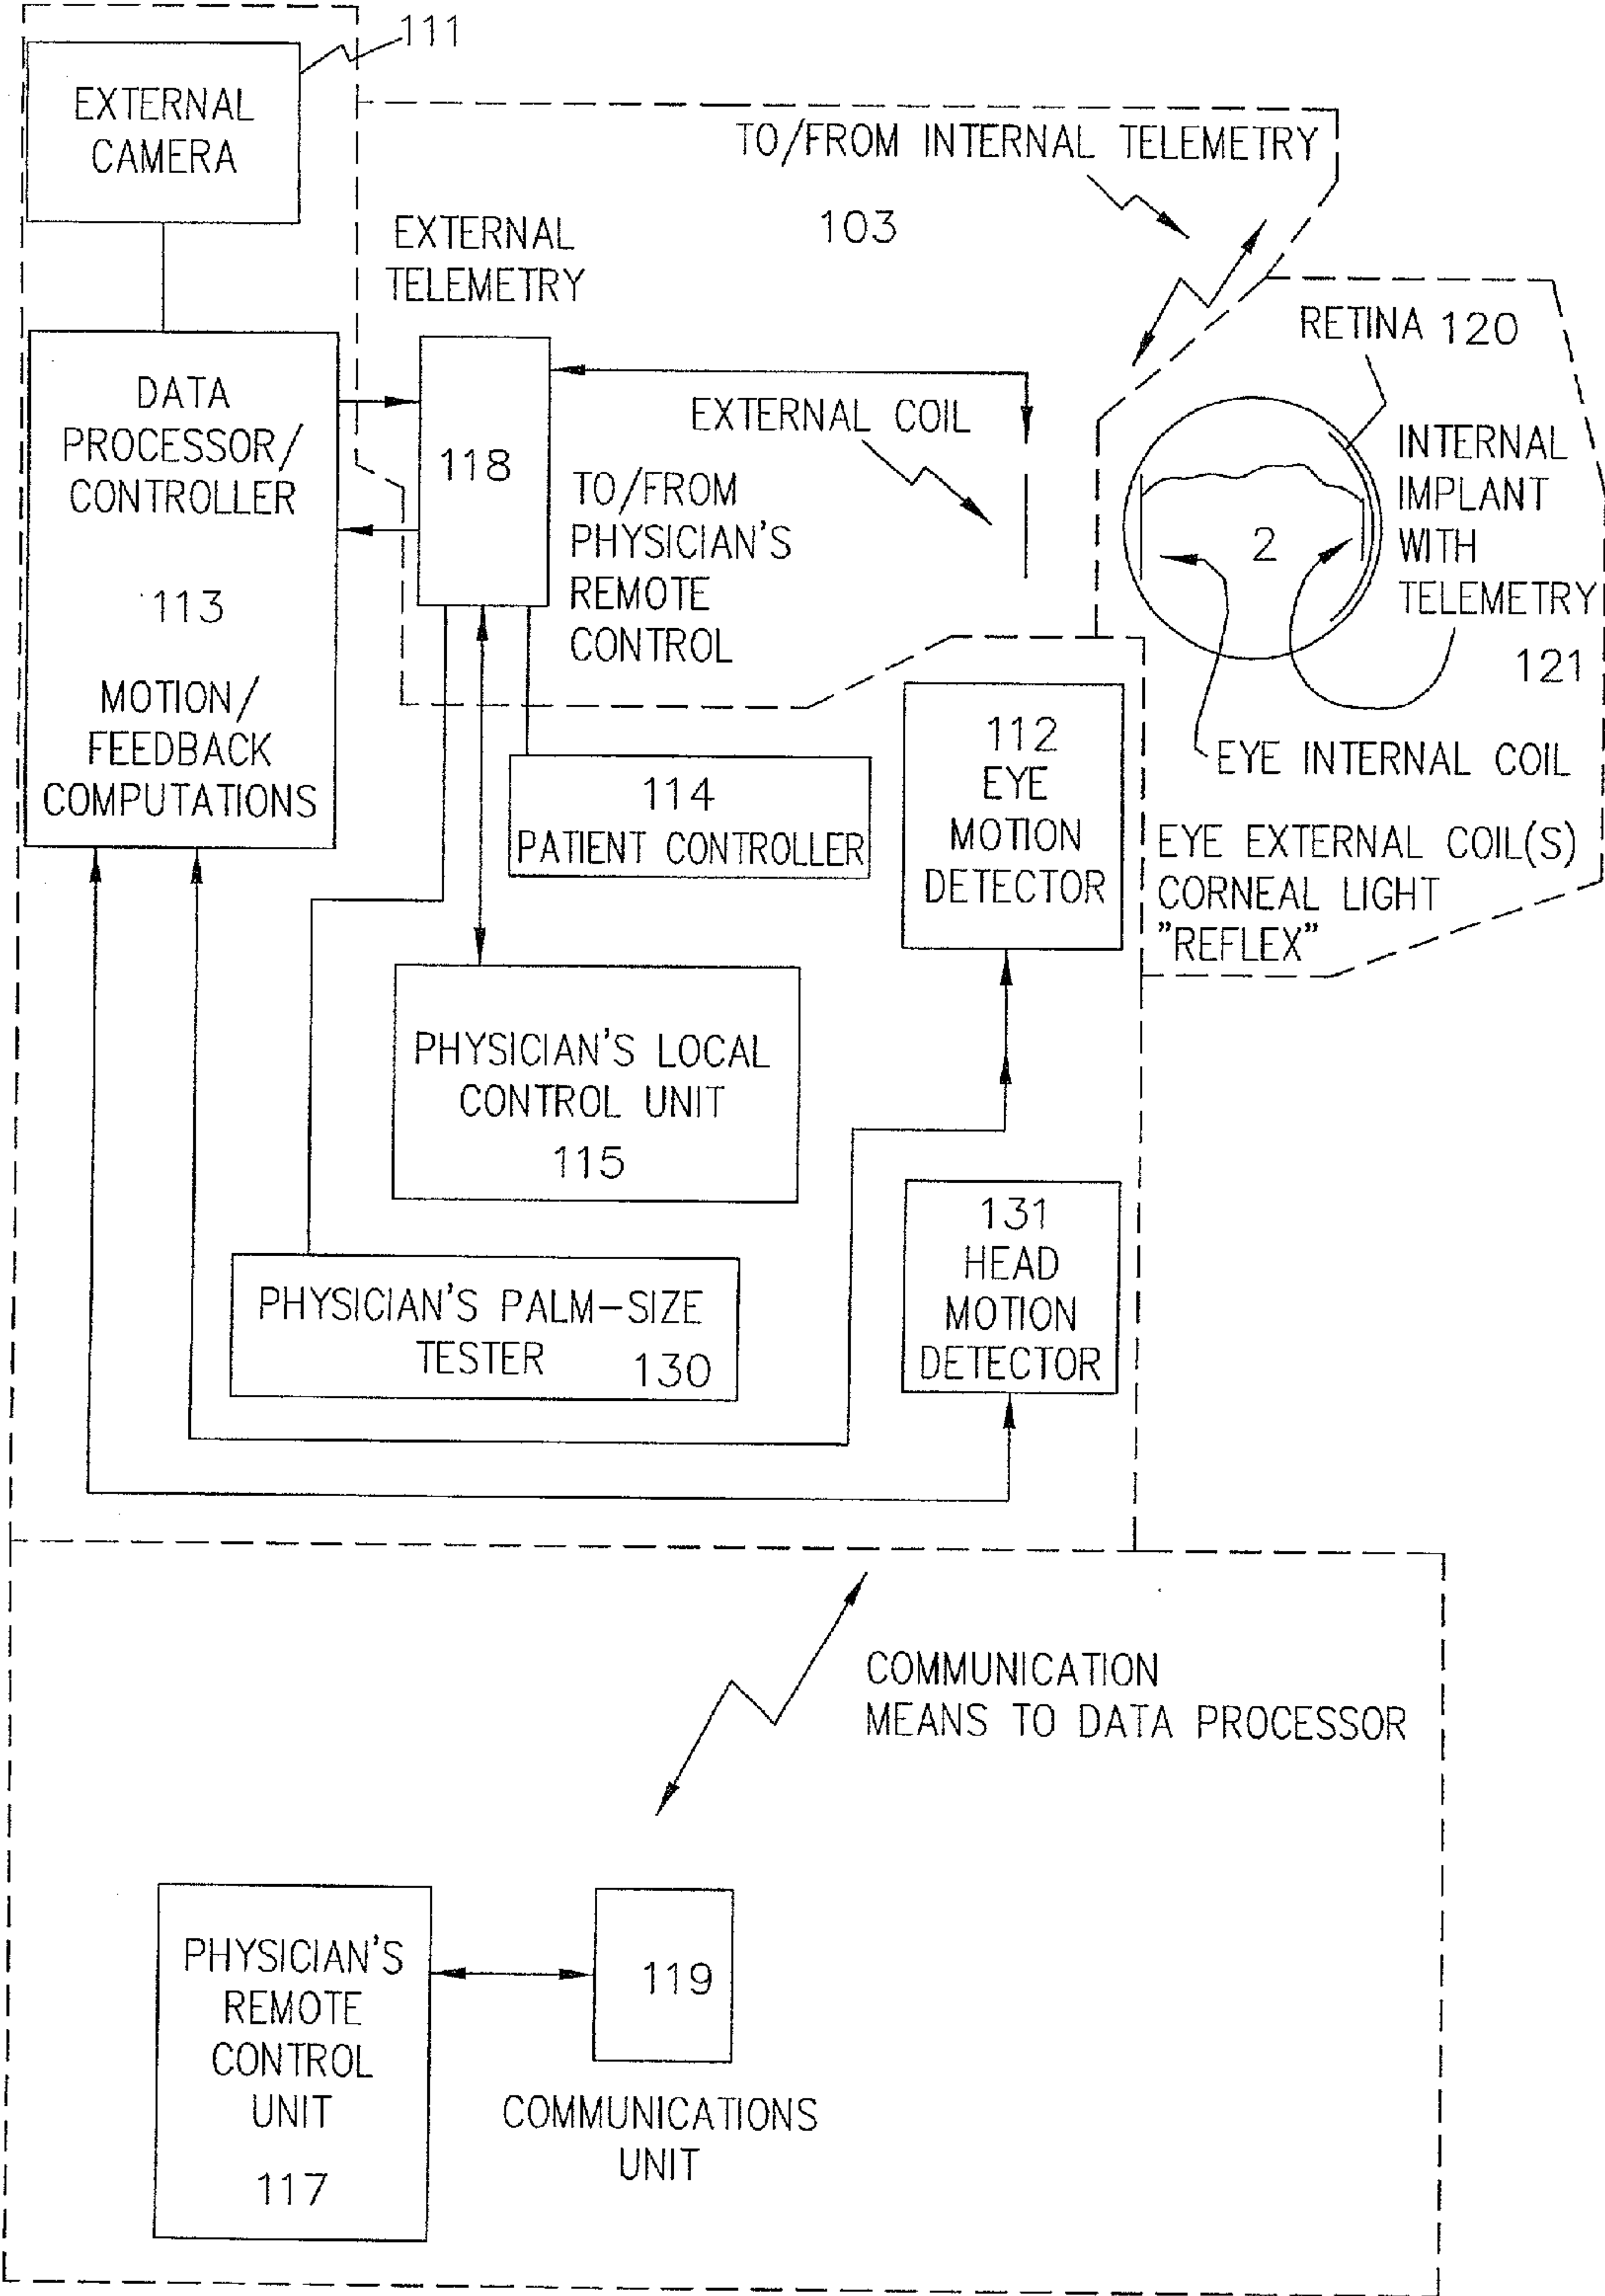 111
EXTERNAL
CAMERA
TO/FROM INTERNAL TELEMETRY
103
EXTERNAL
TELEMETRY
DATA
PROCESSOR/
CONTROLLER
113
MOTION/
FEEDBACK
COMPUTATIONS
118
EXTERNAL COIL
TO/FROM
PHYSICIAN'S
REMOTE
CONTROL
RETINA 120
INTERNAL
IMPLANT
WITH
TELEMETRY
121
2
EYE INTERNAL COIL
EYE EXTERNAL COIL(S)
CORNEAL LIGHT
"REFLEX"
114
PATIENT CONTROLLER
112
EYE
MOTION
DETECTOR
PHYSICIAN'S LOCAL
CONTROL UNIT
115
131
HEAD
MOTION
DETECTOR
PHYSICIAN'S PALM-SIZE
TESTER 130
COMMUNICATION
MEANS TO DATA PROCESSOR
PHYSICIAN'S
REMOTE
CONTROL
UNIT
117
119
COMMUNICATIONS
UNIT